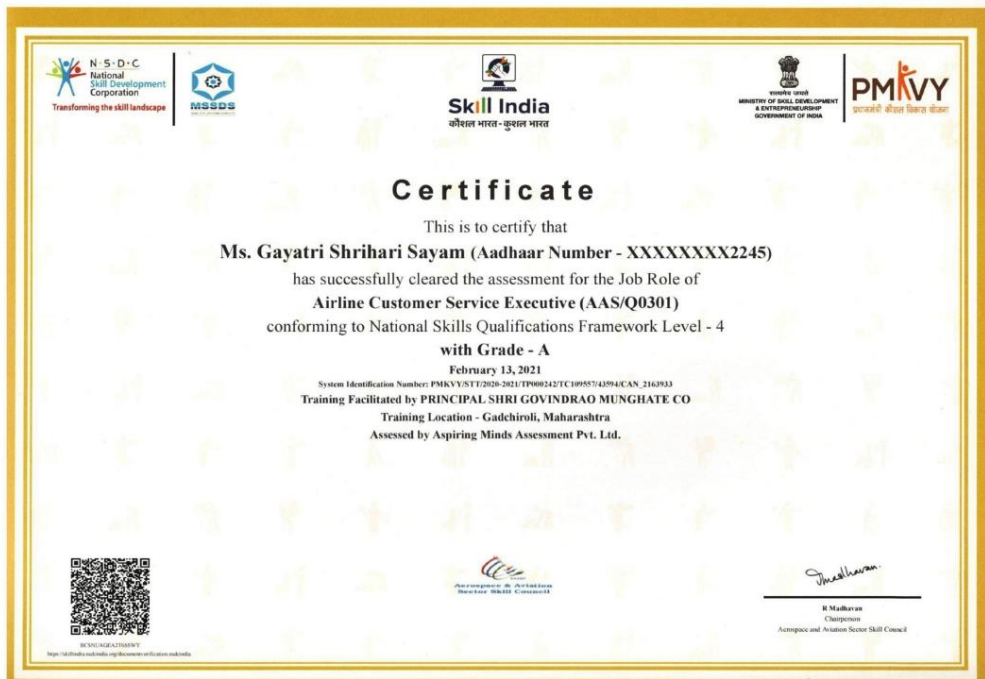 N·S·D·C
National
Skill Development
Corporation
Transforming the skill landscape
MSSDS
Skill India
कौशल भारत-कुशल भारत
सत्यमेव जयते
MINISTRY OF SKILL DEVELOPMENT
& ENTREPRENEURSHIP
GOVERNMENT OF INDIA
PMKVY
प्रधानमंत्री कौशल विकास योजना
Certificate
This is to certify that
Ms. Gayatri Shrihari Sayam (Aadhaar Number - XXXXXXXX2245)
has successfully cleared the assessment for the Job Role of
Airline Customer Service Executive (AAS/Q0301)
conforming to National Skills Qualifications Framework Level - 4
with Grade - A
February 13, 2021
System Identification Number: PMKVY/STT/2020-2021/TP000242/TC109557/43594/CAN_2163933
Training Facilitated by PRINCIPAL SHRI GOVINDRAO MUNGHATE CO
Training Location - Gadchiroli, Maharashtra
Assessed by Aspiring Minds Assessment Pvt. Ltd.
Aerospace & Aviation
Sector Skill Council
R Madhavan
Chairperson
Aerospace and Aviation Sector Skill Council